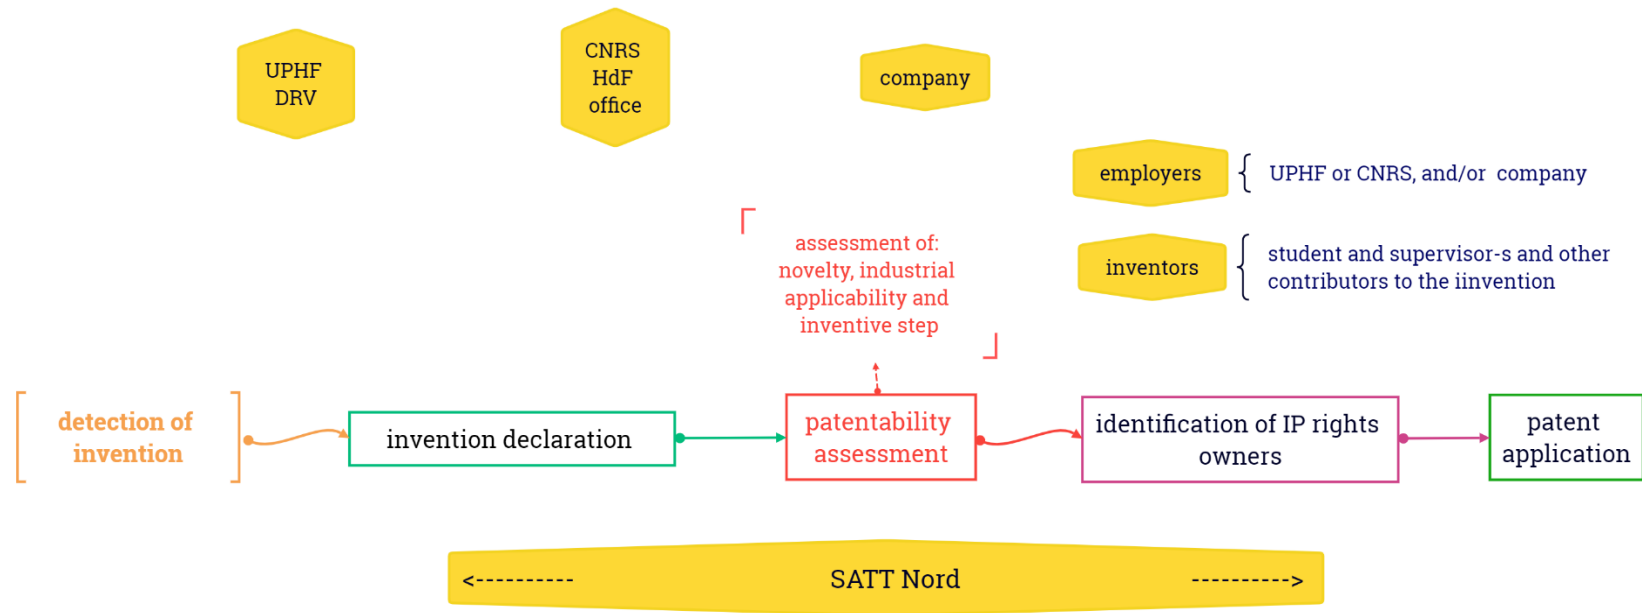 UPHF
DRV
CNRS
HdF
office
company
employers
UPHF or CNRS, and/or company
inventors
student and supervisor-s and other
contributors to the iinvention
assessment of:
novelty, industrial
applicability and
inventive step
detection of
invention
invention declaration
patentability
assessment
identification of IP rights
owners
patent
application
<---------- SATT Nord ---------->